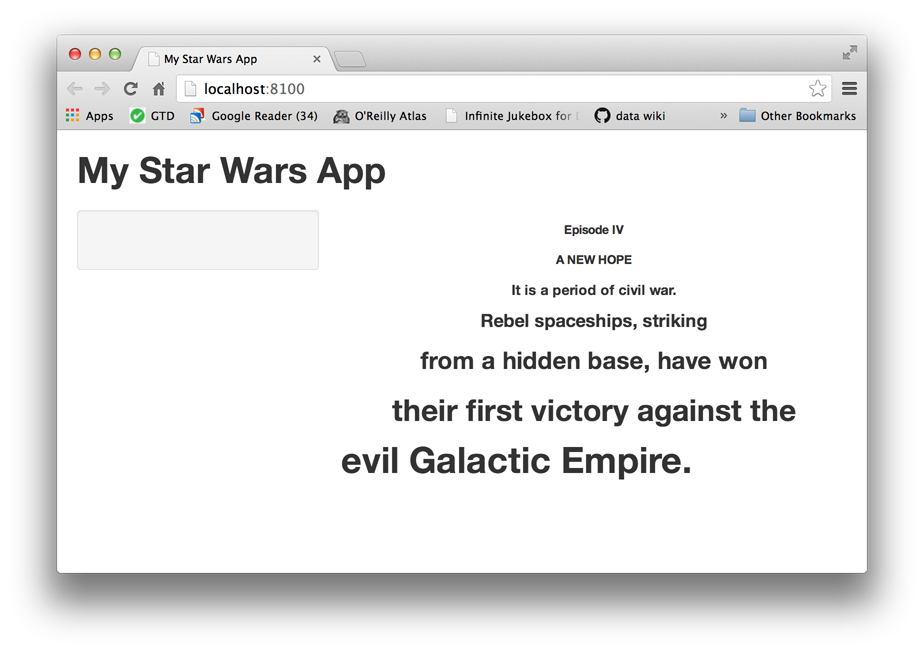 My Star Wars App
localhost:8100
Apps GTD Google Reader (34) O'Reilly Atlas Infinite Jukebox for data wiki » Other Bookmarks
My Star Wars App
Episode IV
A NEW HOPE
It is a period of civil war.
Rebel spaceships, striking
from a hidden base, have won
their first victory against the
evil Galactic Empire.